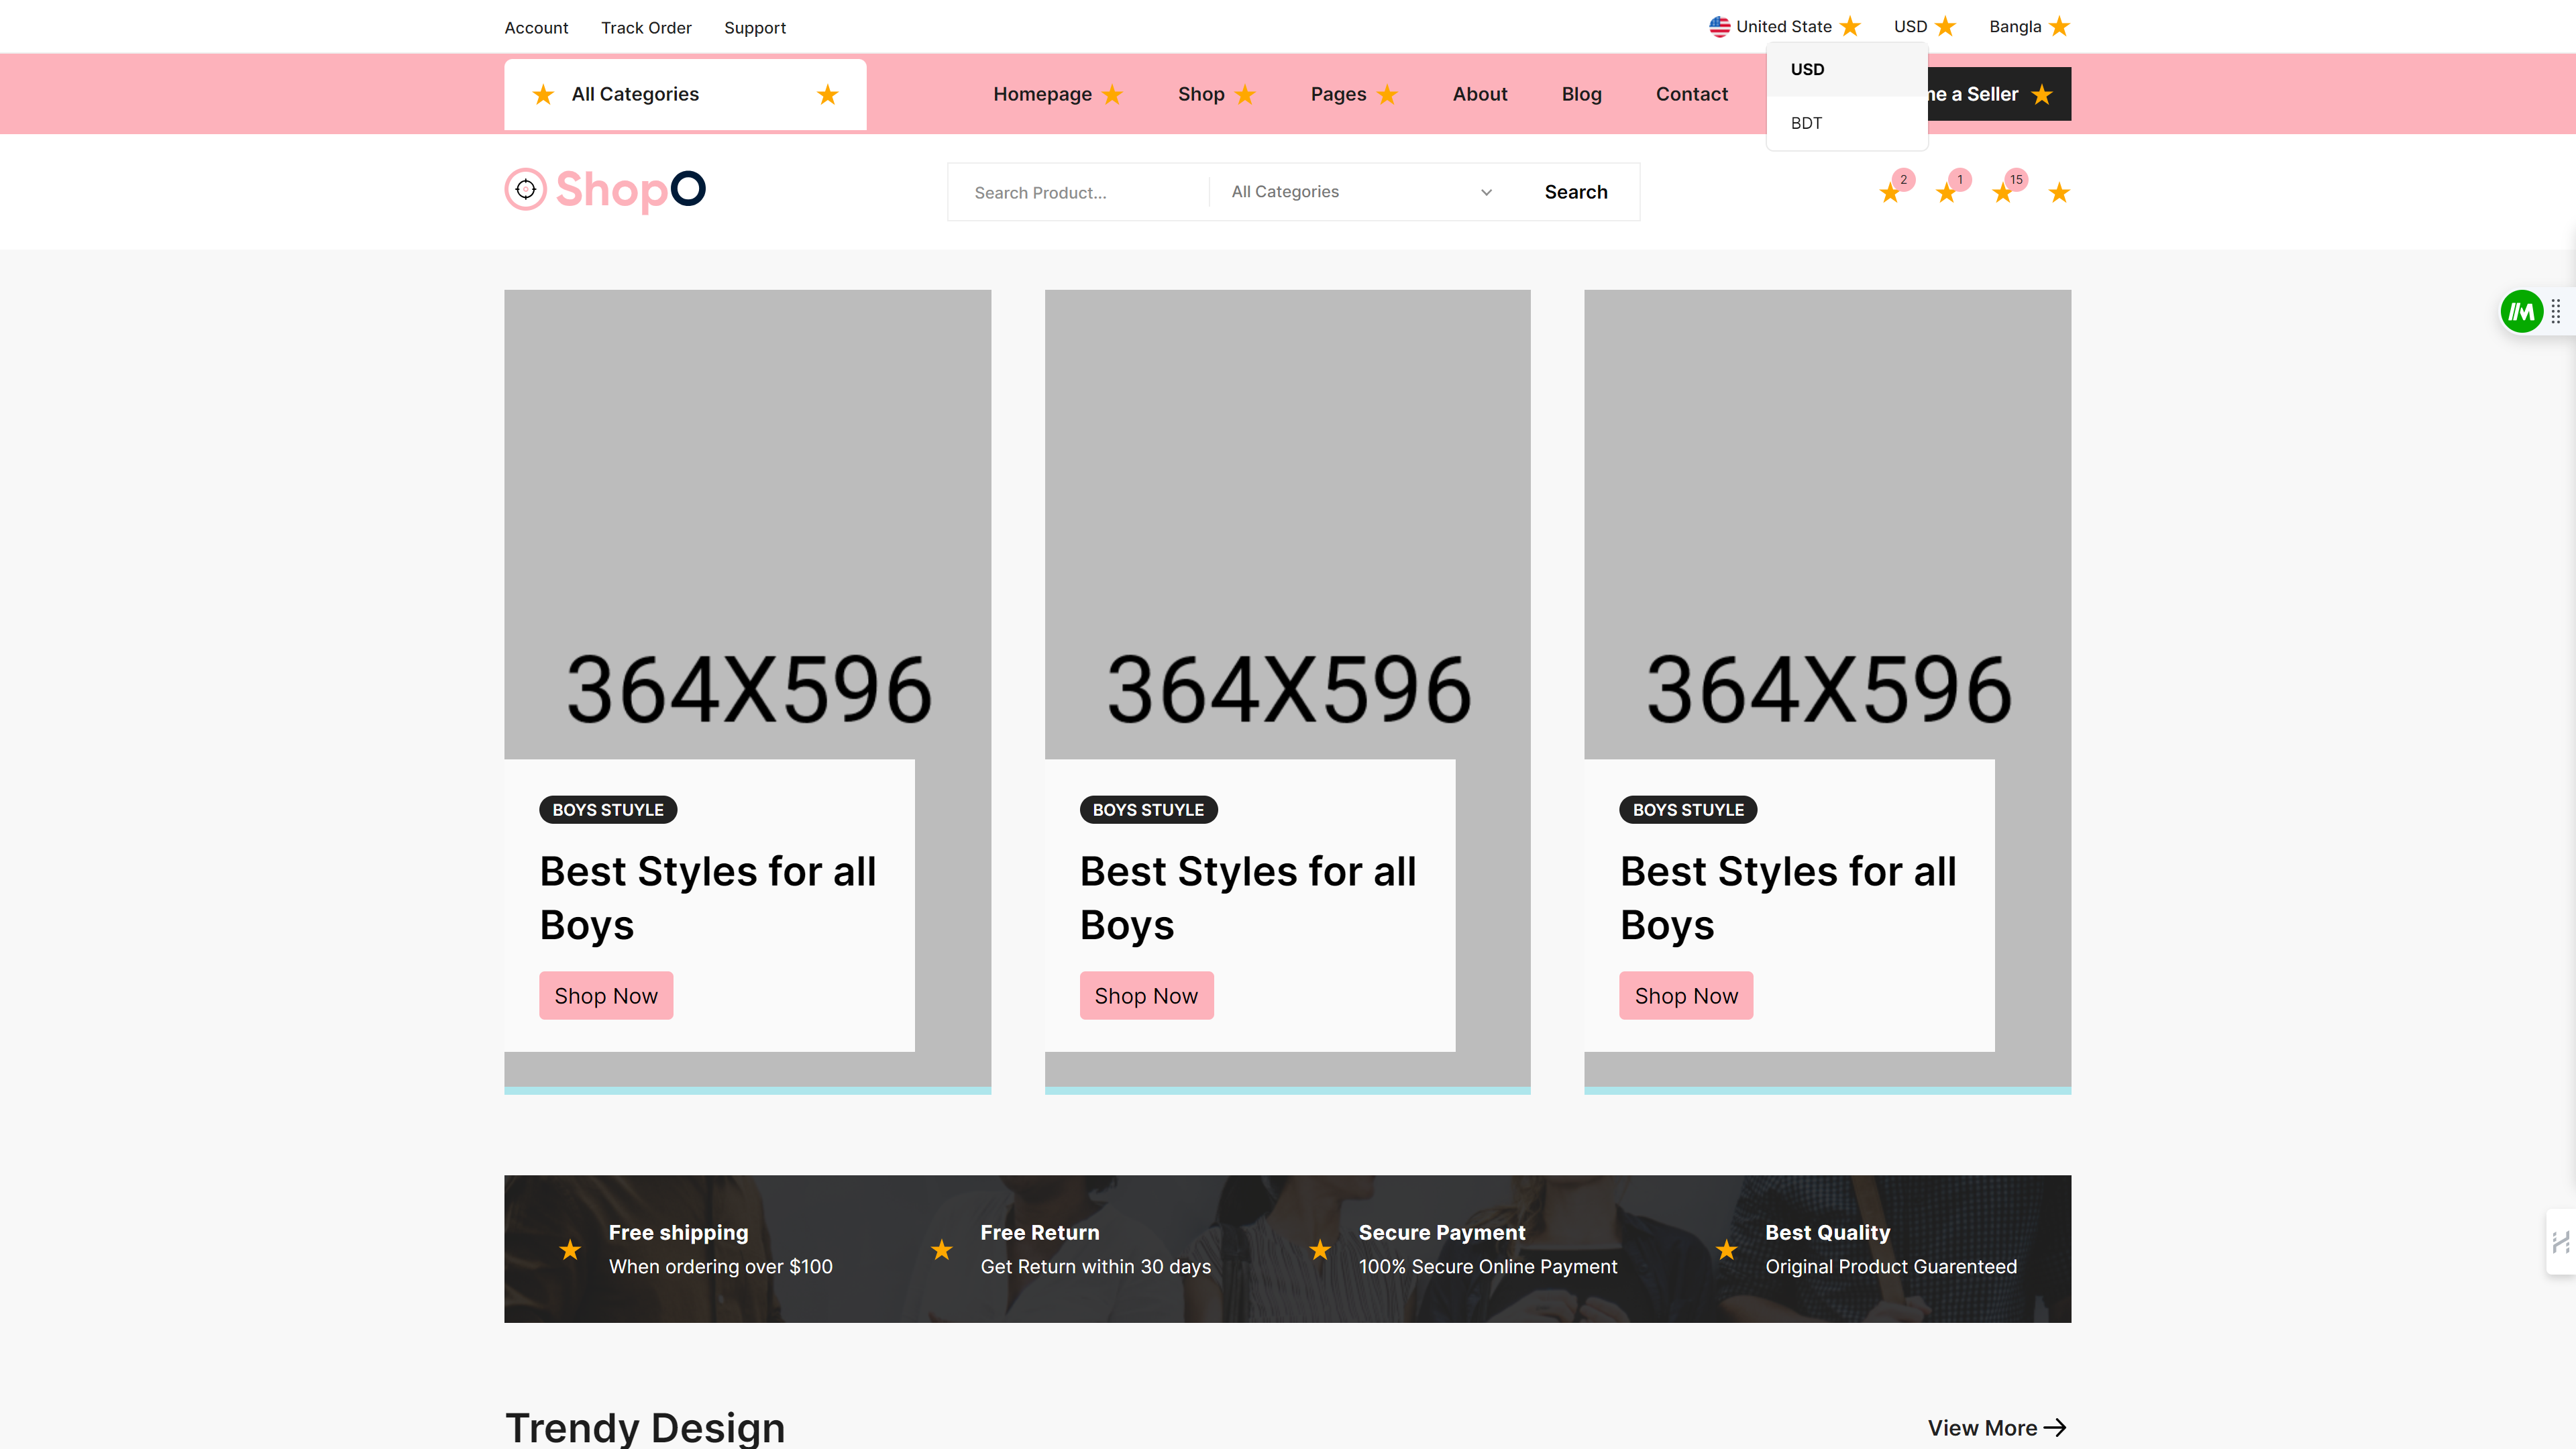 Account Track Order Support United State USD Bangla
USD
BDT
All Categories Homepage Shop Pages About Blog Contact me a Seller
ShopO Search Product... All Categories Search 2 1 15
364X596 364X596 364X596
BOYS STUYLE
Best Styles for all
Boys
Shop Now
BOYS STUYLE
Best Styles for all
Boys
Shop Now
BOYS STUYLE
Best Styles for all
Boys
Shop Now
Free shipping
When ordering over $100
Free Return
Get Return within 30 days
Secure Payment
100% Secure Online Payment
Best Quality
Original Product Guarenteed
Trendy Design View More